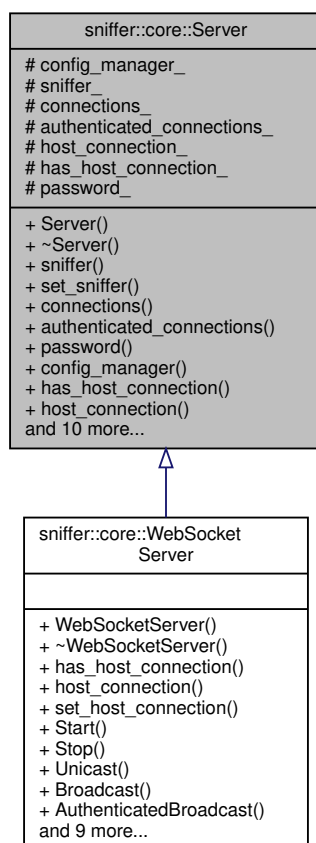 sniffer::core::Server
# config_manager_
# sniffer_
# connections_
# authenticated_connections_
# host_connection_
# has_host_connection_
# password_
+ Server()
+ ~Server()
+ sniffer()
+ set_sniffer()
+ connections()
+ authenticated_connections()
+ password()
+ config_manager()
+ has_host_connection()
+ host_connection()
and 10 more...
sniffer::core::WebSocket
Server
+ WebSocketServer()
+ ~WebSocketServer()
+ has_host_connection()
+ host_connection()
+ set_host_connection()
+ Start()
+ Stop()
+ Unicast()
+ Broadcast()
+ AuthenticatedBroadcast()
and 9 more...